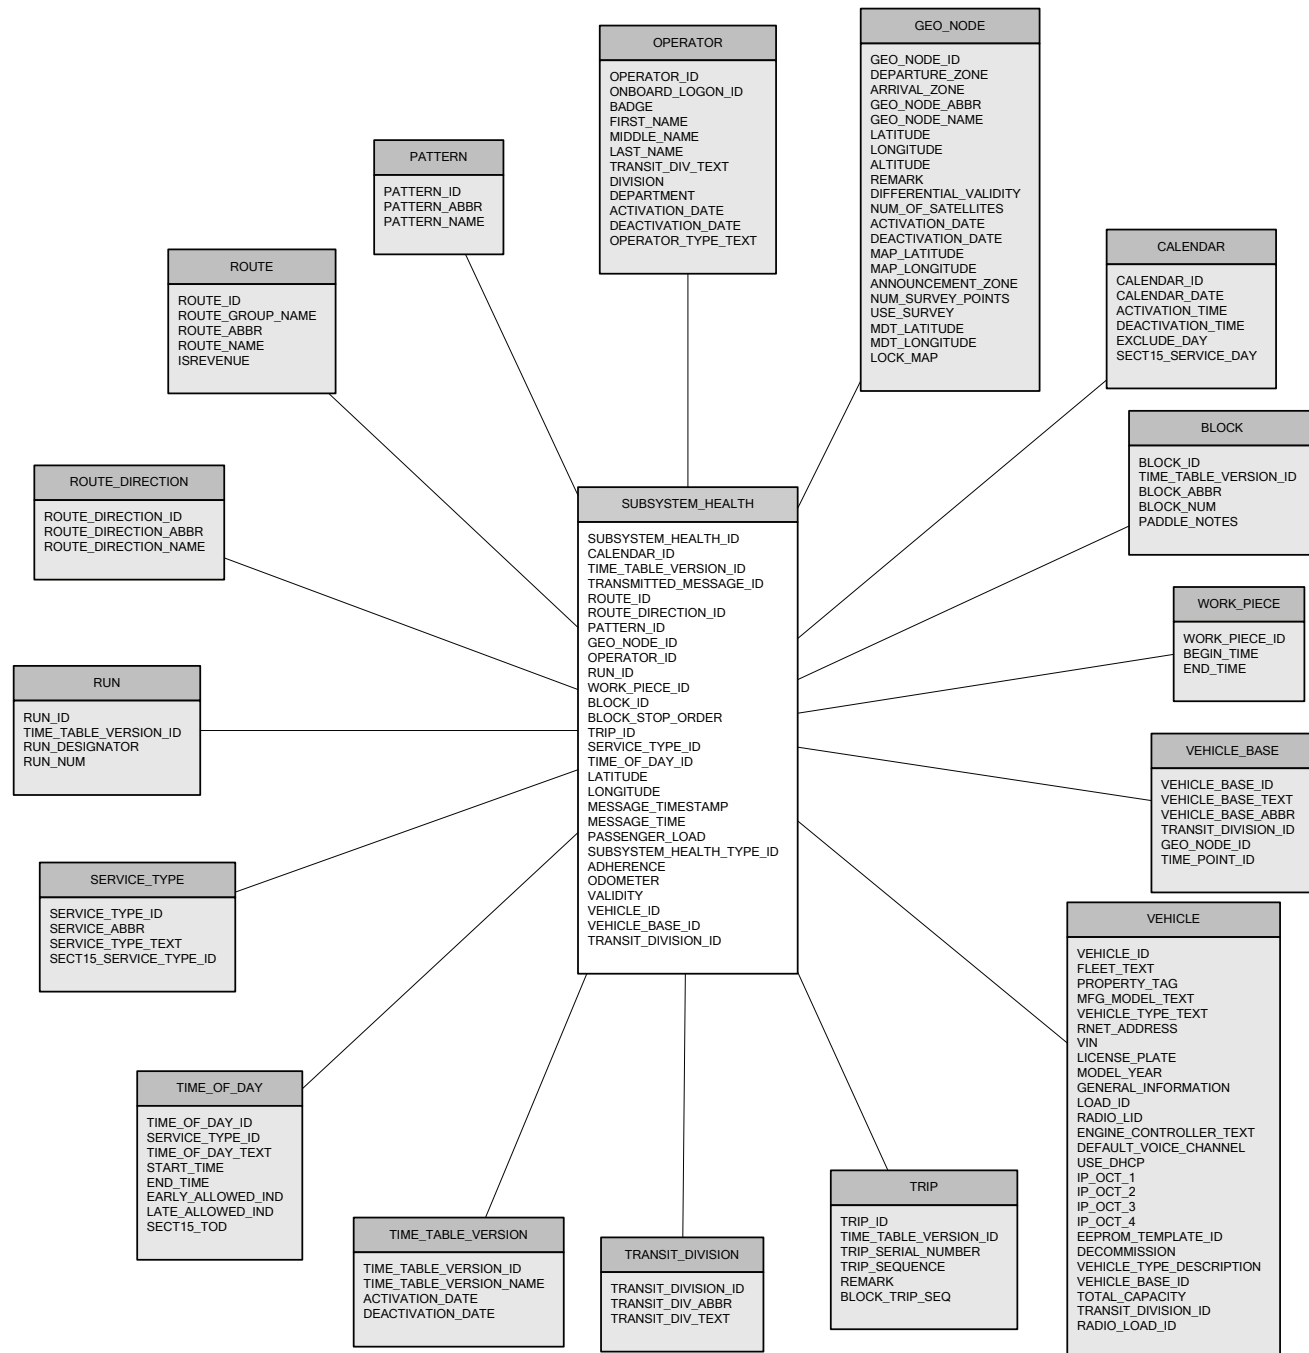 GEO_NODE
GEO_NODE_ID
DEPARTURE_ZONE
ARRIVAL_ZONE
GEO_NODE_ABBR
GEO_NODE_NAME
LATITUDE
LONGITUDE
ALTITUDE
REMARK
DIFFERENTIAL_VALIDITY
NUM_OF_SATELLITES
ACTIVATION_DATE
DEACTIVATION_DATE
MAP_LATITUDE
MAP_LONGITUDE
ANNOUNCEMENT_ZONE
NUM_SURVEY_POINTS
USE_SURVEY
MDT_LATITUDE
MDT_LONGITUDE
LOCK_MAP
OPERATOR
OPERATOR_ID
ONBOARD_LOGON_ID
BADGE
FIRST_NAME
MIDDLE_NAME
LAST_NAME
TRANSIT_DIV_TEXT
DIVISION
DEPARTMENT
ACTIVATION_DATE
DEACTIVATION_DATE
OPERATOR_TYPE_TEXT
PATTERN
PATTERN_ID
PATTERN_ABBR
PATTERN_NAME
CALENDAR
CALENDAR_ID
CALENDAR_DATE
ACTIVATION_TIME
DEACTIVATION_TIME
EXCLUDE_DAY
SECT15_SERVICE_DAY
ROUTE
ROUTE_ID
ROUTE_GROUP_NAME
ROUTE_ABBR
ROUTE_NAME
ISREVENUE
BLOCK
BLOCK_ID
TIME_TABLE_VERSION_ID
BLOCK_ABBR
BLOCK_NUM
PADDLE_NOTES
ROUTE_DIRECTION
ROUTE_DIRECTION_ID
ROUTE_DIRECTION_ABBR
ROUTE_DIRECTION_NAME
SUBSYSTEM_HEALTH
SUBSYSTEM_HEALTH_ID
CALENDAR_ID
TIME_TABLE_VERSION_ID
TRANSMITTED_MESSAGE_ID
ROUTE_ID
ROUTE_DIRECTION_ID
PATTERN_ID
GEO_NODE_ID
OPERATOR_ID
RUN_ID
WORK_PIECE_ID
BLOCK_ID
BLOCK_STOP_ORDER
TRIP_ID
SERVICE_TYPE_ID
TIME_OF_DAY_ID
LATITUDE
LONGITUDE
MESSAGE_TIMESTAMP
MESSAGE_TIME
PASSENGER_LOAD
SUBSYSTEM_HEALTH_TYPE_ID
ADHERENCE
ODOMETER
VALIDITY
VEHICLE_ID
VEHICLE_BASE_ID
TRANSIT_DIVISION_ID
WORK_PIECE
WORK_PIECE_ID
BEGIN_TIME
END_TIME
RUN
RUN_ID
TIME_TABLE_VERSION_ID
RUN_DESIGNATOR
RUN_NUM
VEHICLE_BASE
VEHICLE_BASE_ID
VEHICLE_BASE_TEXT
VEHICLE_BASE_ABBR
TRANSIT_DIVISION_ID
GEO_NODE_ID
TIME_POINT_ID
SERVICE_TYPE
SERVICE_TYPE_ID
SERVICE_ABBR
SERVICE_TYPE_TEXT
SECT15_SERVICE_TYPE_ID
VEHICLE
VEHICLE_ID
FLEET_TEXT
PROPERTY_TAG
MFG_MODEL_TEXT
VEHICLE_TYPE_TEXT
RNET_ADDRESS
VIN
LICENSE_PLATE
MODEL_YEAR
GENERAL_INFORMATION
LOAD_ID
RADIO_LID
ENGINE_CONTROLLER_TEXT
DEFAULT_VOICE_CHANNEL
USE_DHCP
IP_OCT_1
IP_OCT_2
IP_OCT_3
IP_OCT_4
EEPROM_TEMPLATE_ID
DECOMMISSION
VEHICLE_TYPE_DESCRIPTION
VEHICLE_BASE_ID
TOTAL_CAPACITY
TRANSIT_DIVISION_ID
RADIO_LOAD_ID
TIME_OF_DAY
TIME_OF_DAY_ID
SERVICE_TYPE_ID
TIME_OF_DAY_TEXT
START_TIME
END_TIME
EARLY_ALLOWED_IND
LATE_ALLOWED_IND
SECT15_TOD
TIME_TABLE_VERSION
TIME_TABLE_VERSION_ID
TIME_TABLE_VERSION_NAME
ACTIVATION_DATE
DEACTIVATION_DATE
TRANSIT_DIVISION
TRANSIT_DIVISION_ID
TRANSIT_DIV_ABBR
TRANSIT_DIV_TEXT
TRIP
TRIP_ID
TIME_TABLE_VERSION_ID
TRIP_SERIAL_NUMBER
TRIP_SEQUENCE
REMARK
BLOCK_TRIP_SEQ